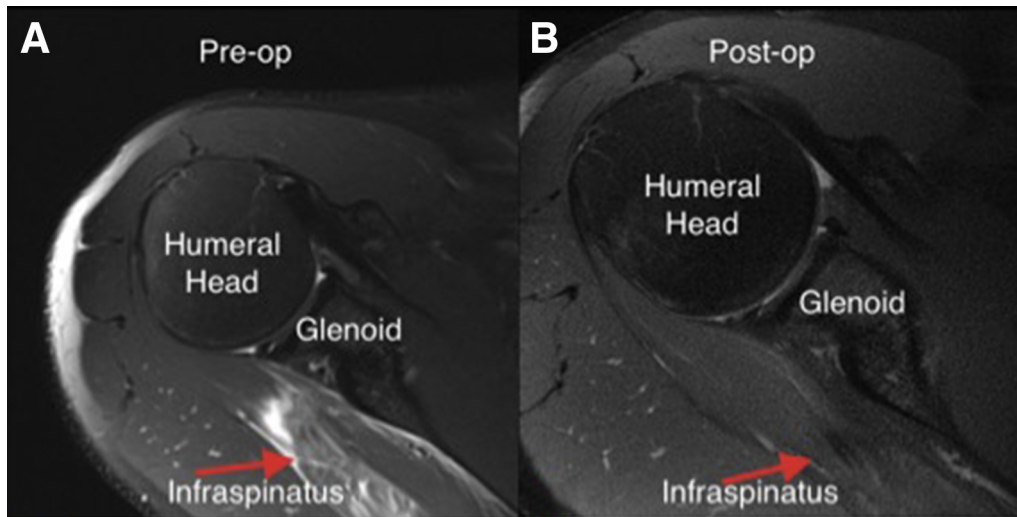 A
Pre-op
Humeral
Head
Glenoid
Infraspinatus
B
Post-op
Humeral
Head
Glenoid
Infraspinatus